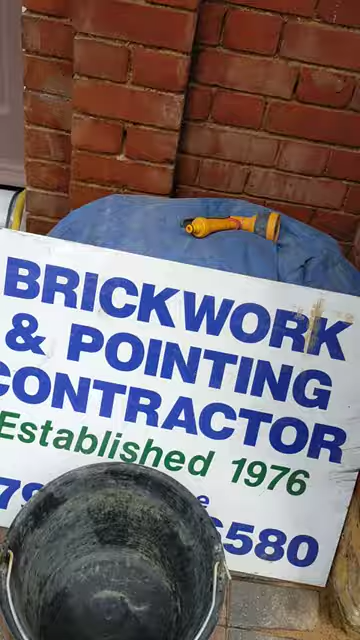 BRICKWORK
& POINTING
CONTRACTOR
Established 1976
e
580